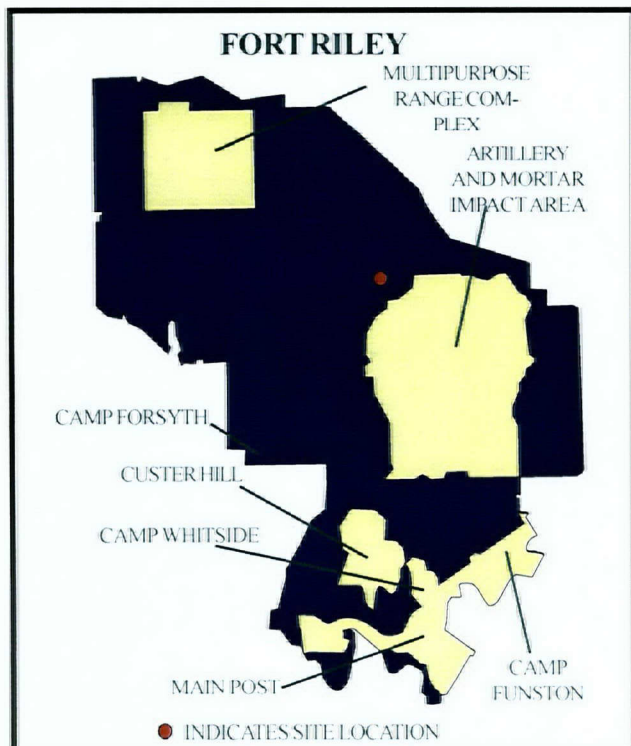 FORT RILEY
MULTIPURPOSE
RANGE COM-
PLEX
ARTILLERY
AND MORTAR
IMPACT AREA
CAMP FORSYTH
CUSTER HILL
CAMP WHITSIDE
MAIN POST
CAMP
FUNSTON
INDICATES SITE LOCATION